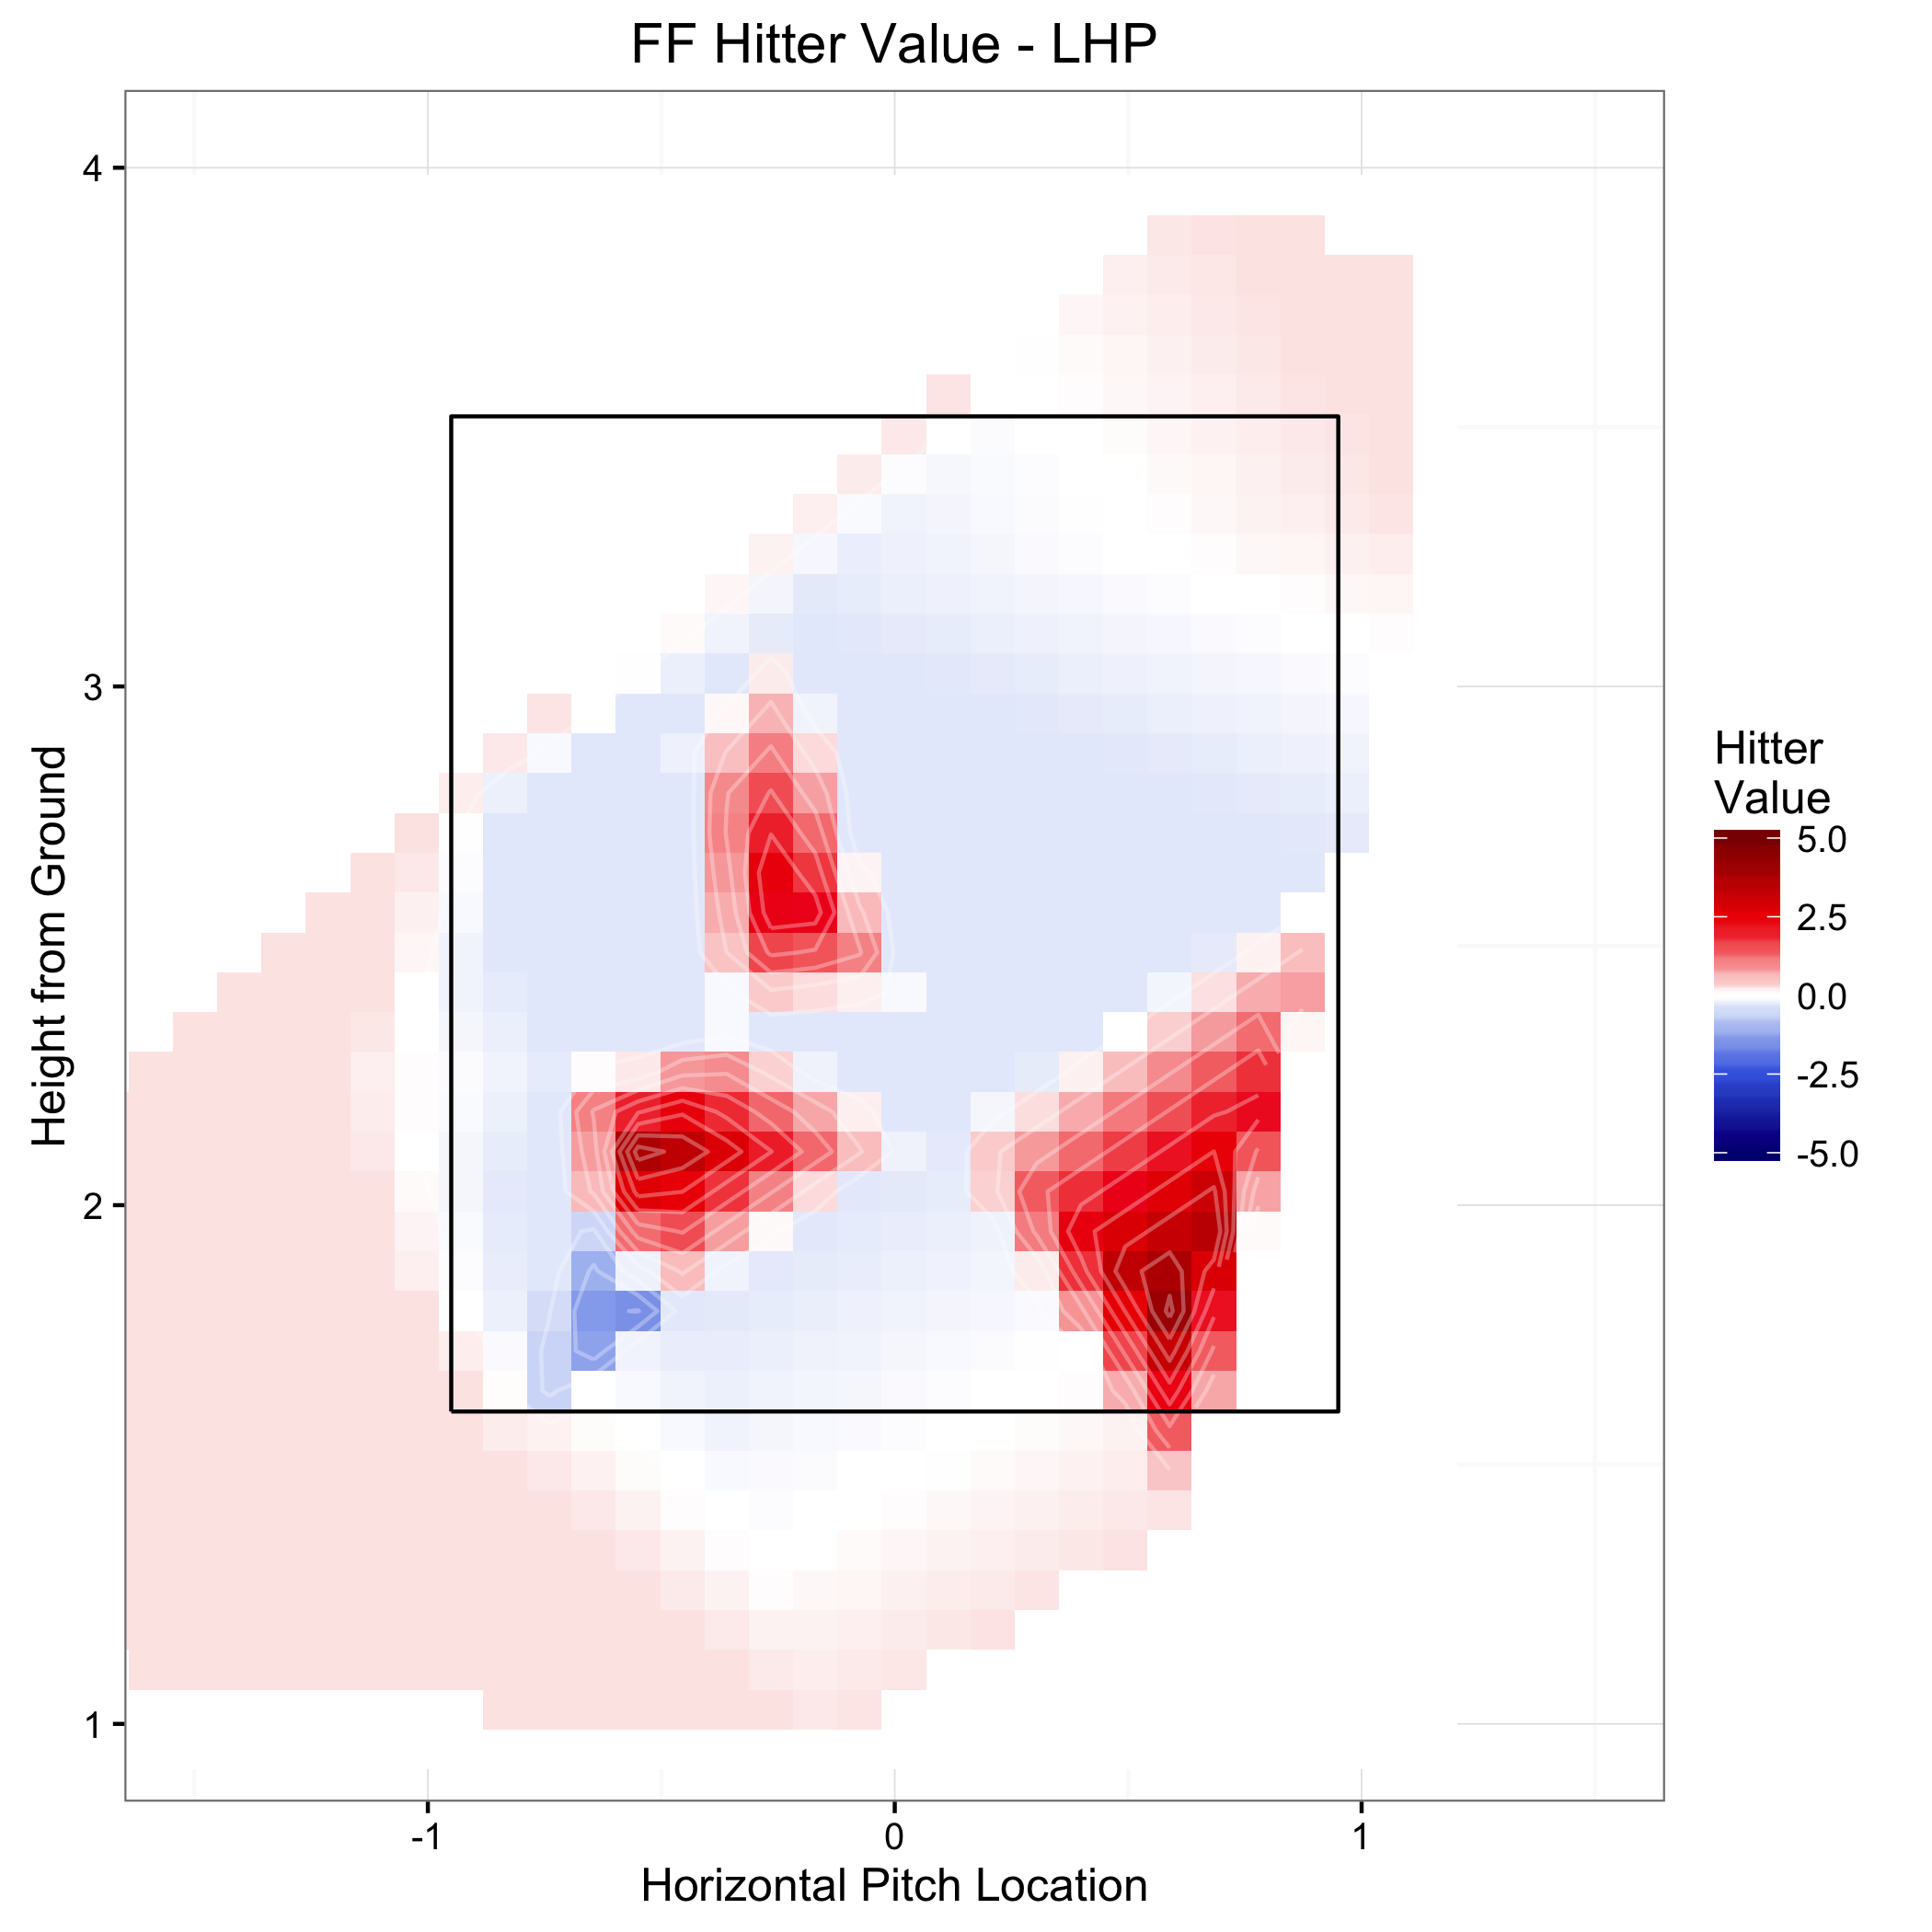 FF Hitter Value - LHP
4
3
2
1
Height from Ground
-1
0
1
Horizontal Pitch Location
Hitter
Value
5.0
2.5
0.0
-2.5
-5.0